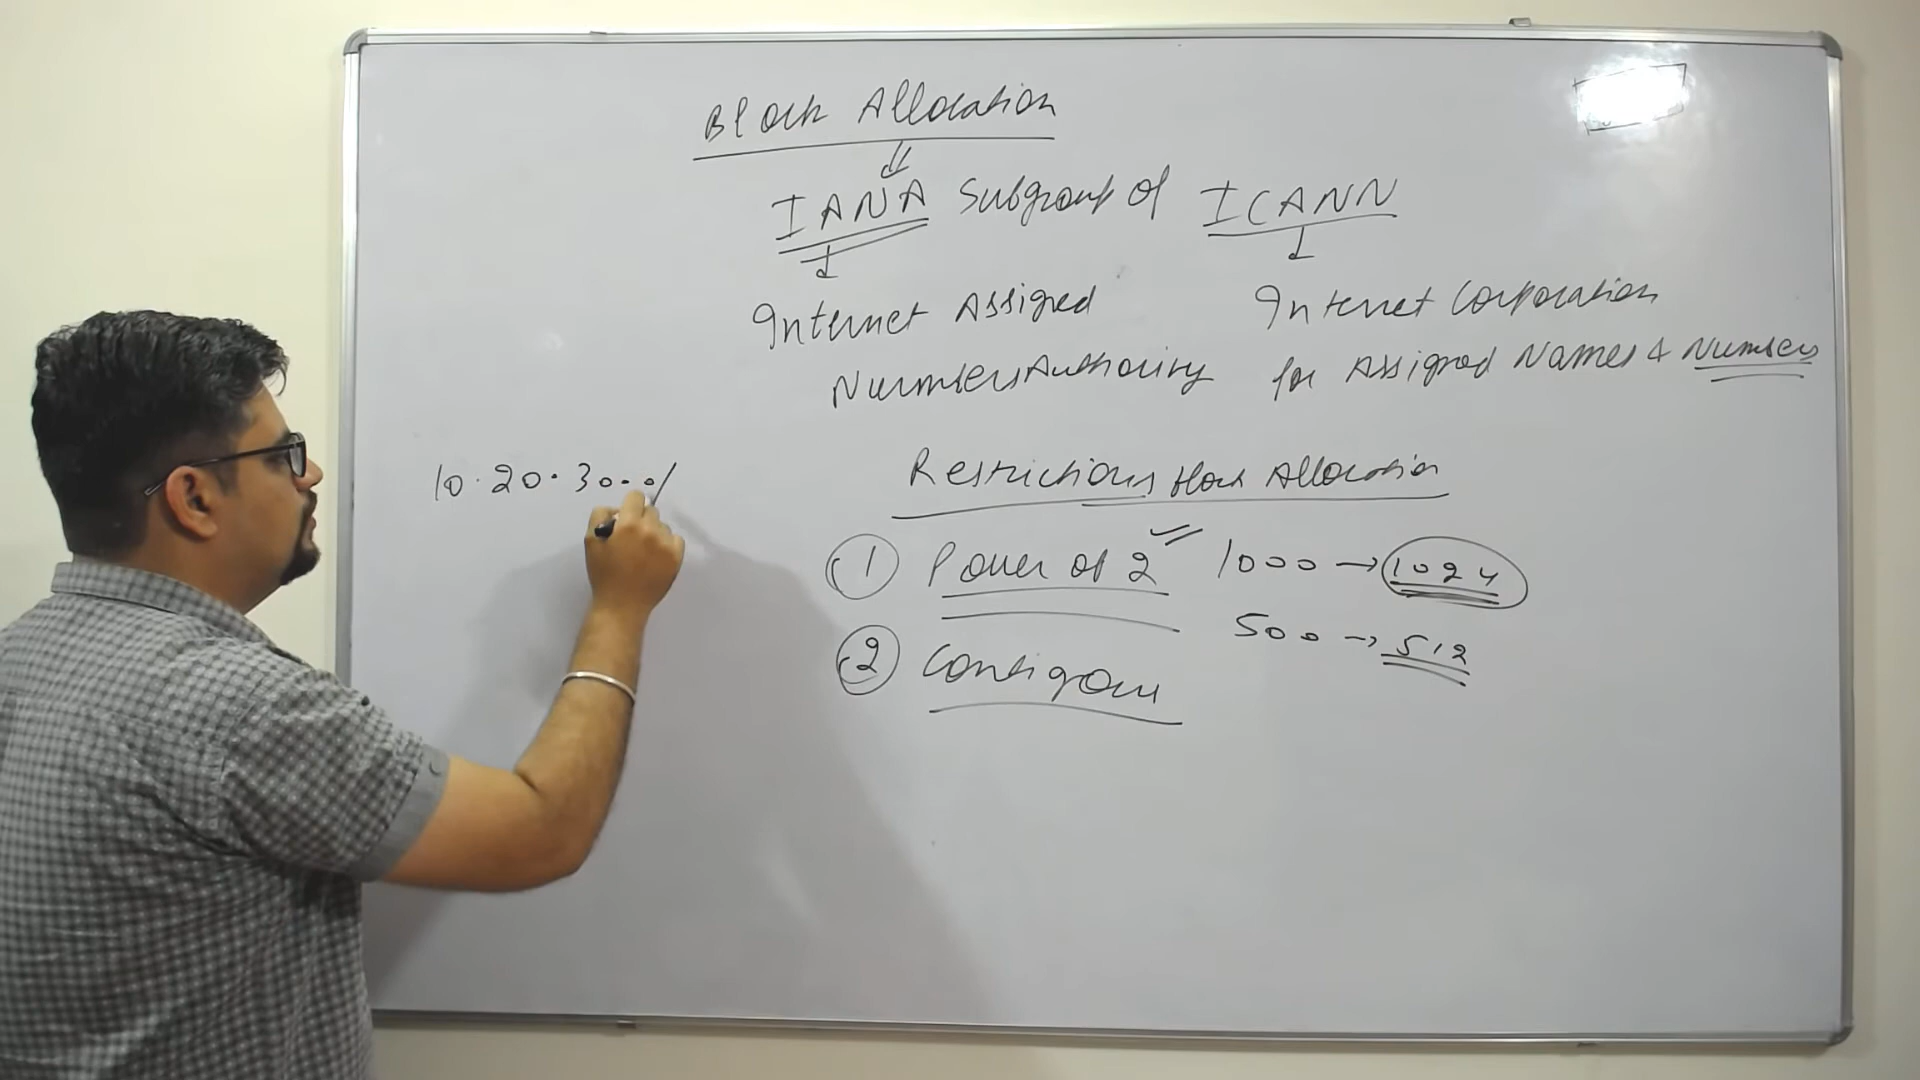 Block Allocation
IANA Subgroup of ICANN
Internet Assigned
Numbers Authority
Internet Corporation
for Assigned Names & Numbers
10.20.30.0/
Restrictions Block Allocation
1 Power of 2 1000 → 1024
500 → 512
2 Contigous